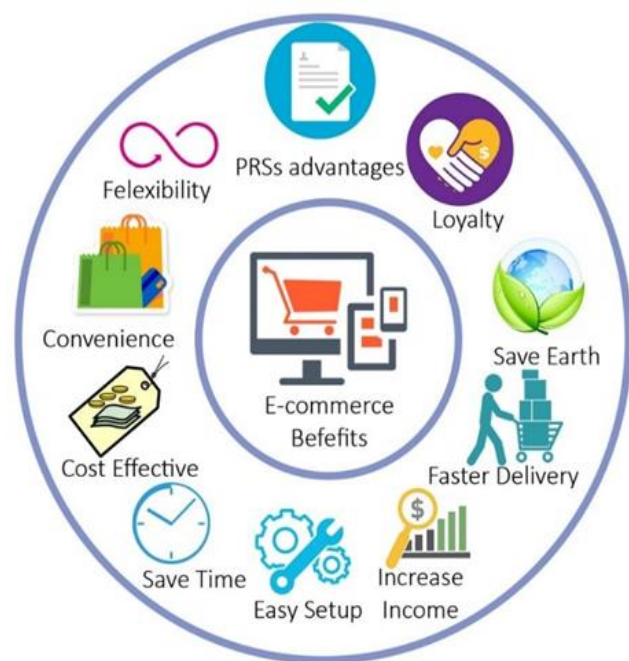 PRSs advantages
Loyalty
Save Earth
Faster Delivery
Increase
Income
Easy Setup
Save Time
Cost Effective
Convenience
Felexibility
E-commerce
Befefits
$
$